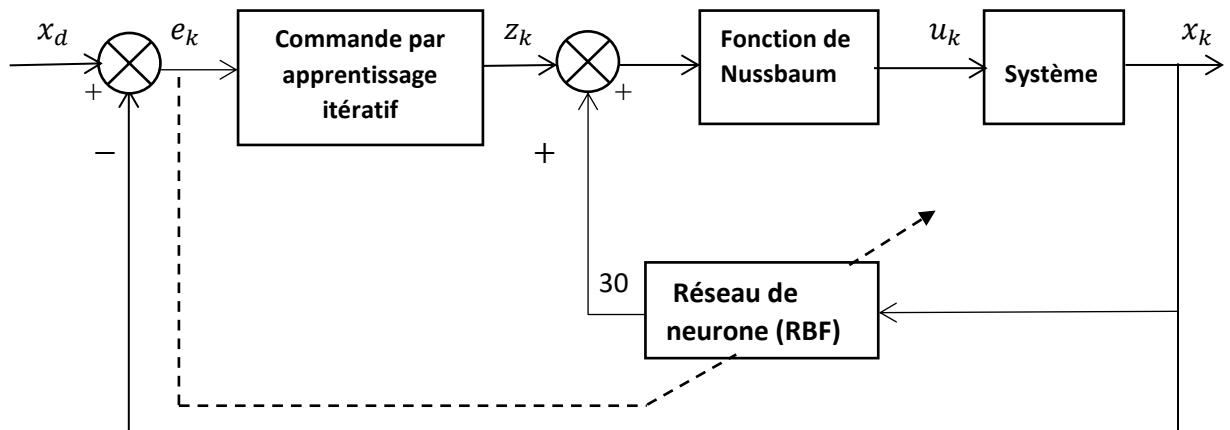 x_d
e_k
Commande par
apprentissage
itératif
z_k
Fonction de
Nussbaum
u_k
Système
x_k
+
−
+
+
30
Réseau de
neurone (RBF)